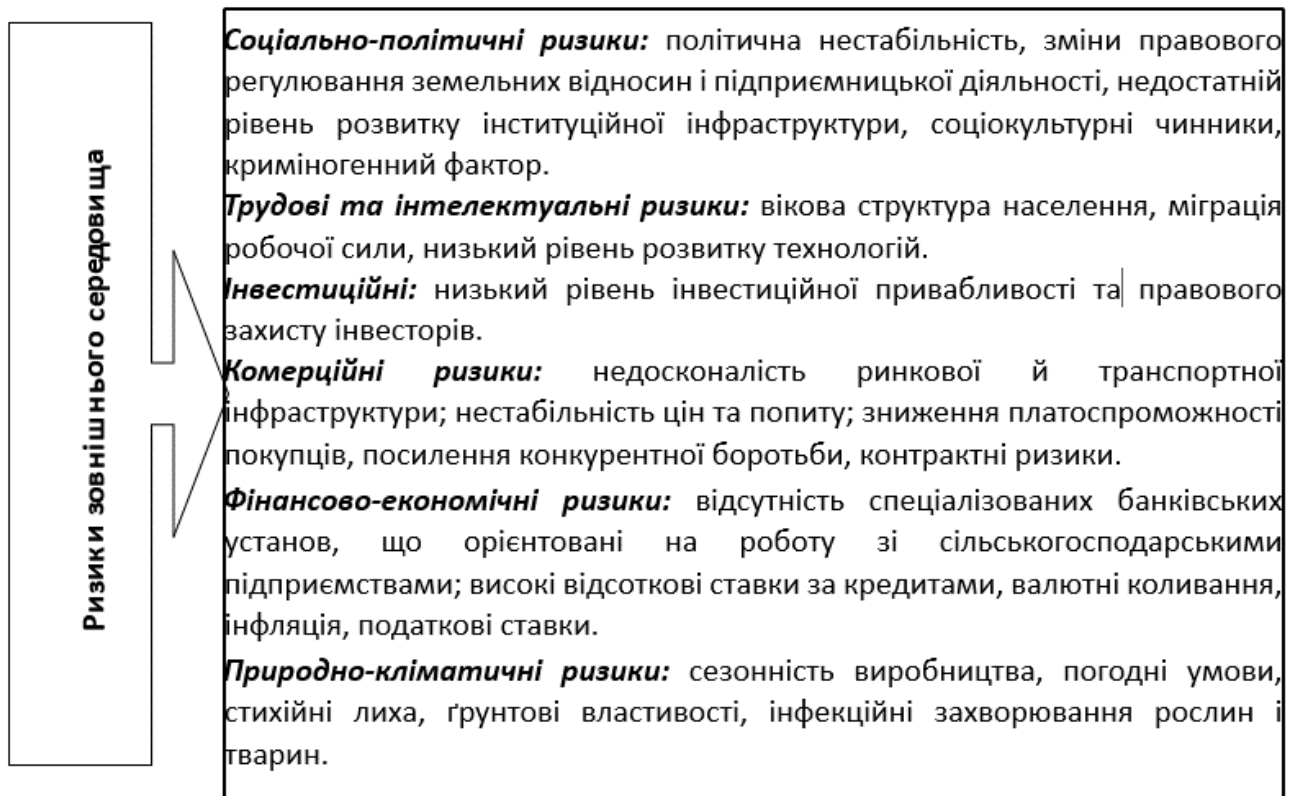 Ризики зовнішнього середовища
Соціально-політичні ризики: політична нестабільність, зміни правового
регулювання земельних відносин і підприємницької діяльності, недостатній
рівень розвитку інституційної інфраструктури, соціокультурні чинники,
криміногенний фактор.
Трудові та інтелектуальні ризики: вікова структура населення, міграція
робочої сили, низький рівень розвитку технологій.
Інвестиційні: низький рівень інвестиційної привабливості та правового
захисту інвесторів.
Комерційні ризики: недосконалість ринкової й транспортної
інфраструктури; нестабільність цін та попиту; зниження платоспроможності
покупців, посилення конкурентної боротьби, контрактні ризики.
Фінансово-економічні ризики: відсутність спеціалізованих банківських
установ, що орієнтовані на роботу зі сільськогосподарськими
підприємствами; високі відсоткові ставки за кредитами, валютні коливання,
інфляція, податкові ставки.
Природно-кліматичні ризики: сезонність виробництва, погодні умови,
стихійні лиха, ґрунтові властивості, інфекційні захворювання рослин і
тварин.